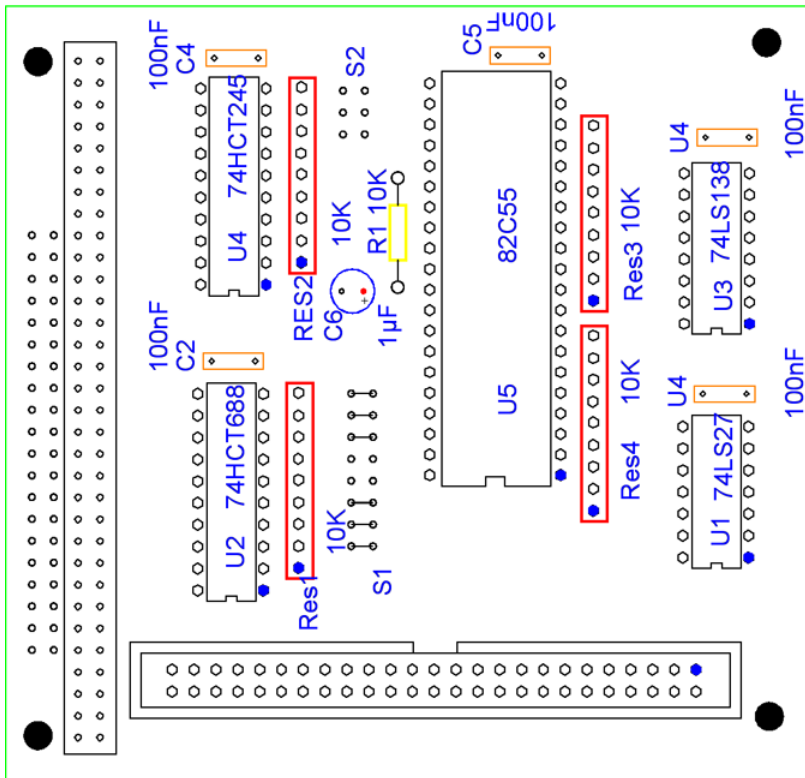 100nF
C4
74HCT245
U4
RES2
10K
S2
R1 10K
C6
1µF
C5
100nF
82C55
U5
Res3 10K
Res4
10K
U4
100nF
74LS138
U3
U4
100nF
74LS27
U1
100nF
C2
74HCT688
U2
Res1
10K
S1